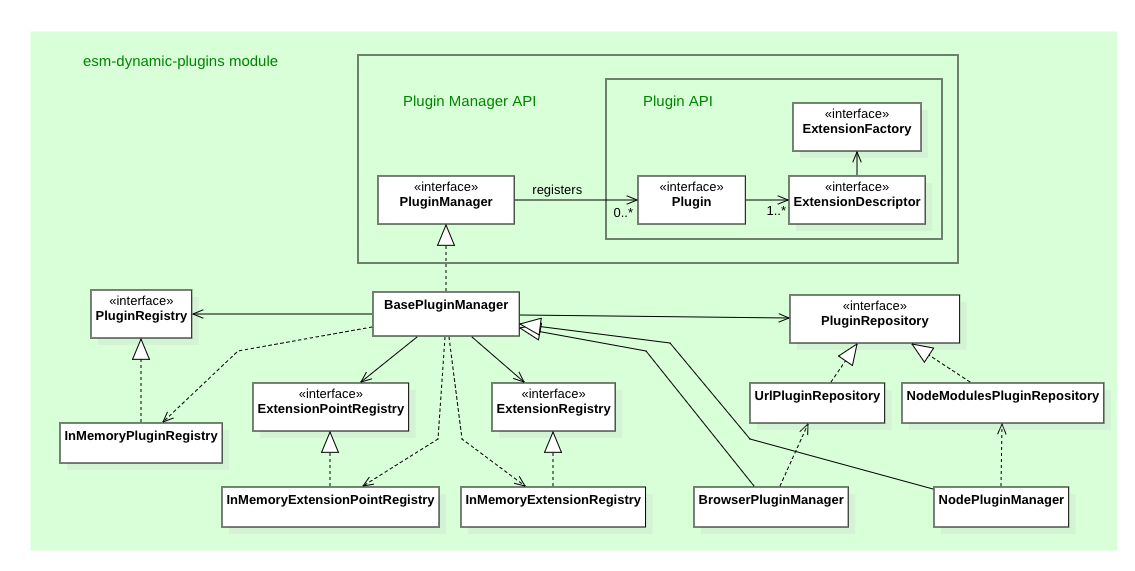 esm-dynamic-plugins module
Plugin Manager API
Plugin API
«interface»
ExtensionFactory
«interface»
PluginManager
registers
0..*
«interface»
Plugin
1..*
«interface»
ExtensionDescriptor
«interface»
PluginRegistry
BasePluginManager
«interface»
PluginRepository
«interface»
ExtensionPointRegistry
«interface»
ExtensionRegistry
UrlPluginRepository
NodeModulesPluginRepository
InMemoryPluginRegistry
InMemoryExtensionPointRegistry
InMemoryExtensionRegistry
BrowserPluginManager
NodePluginManager